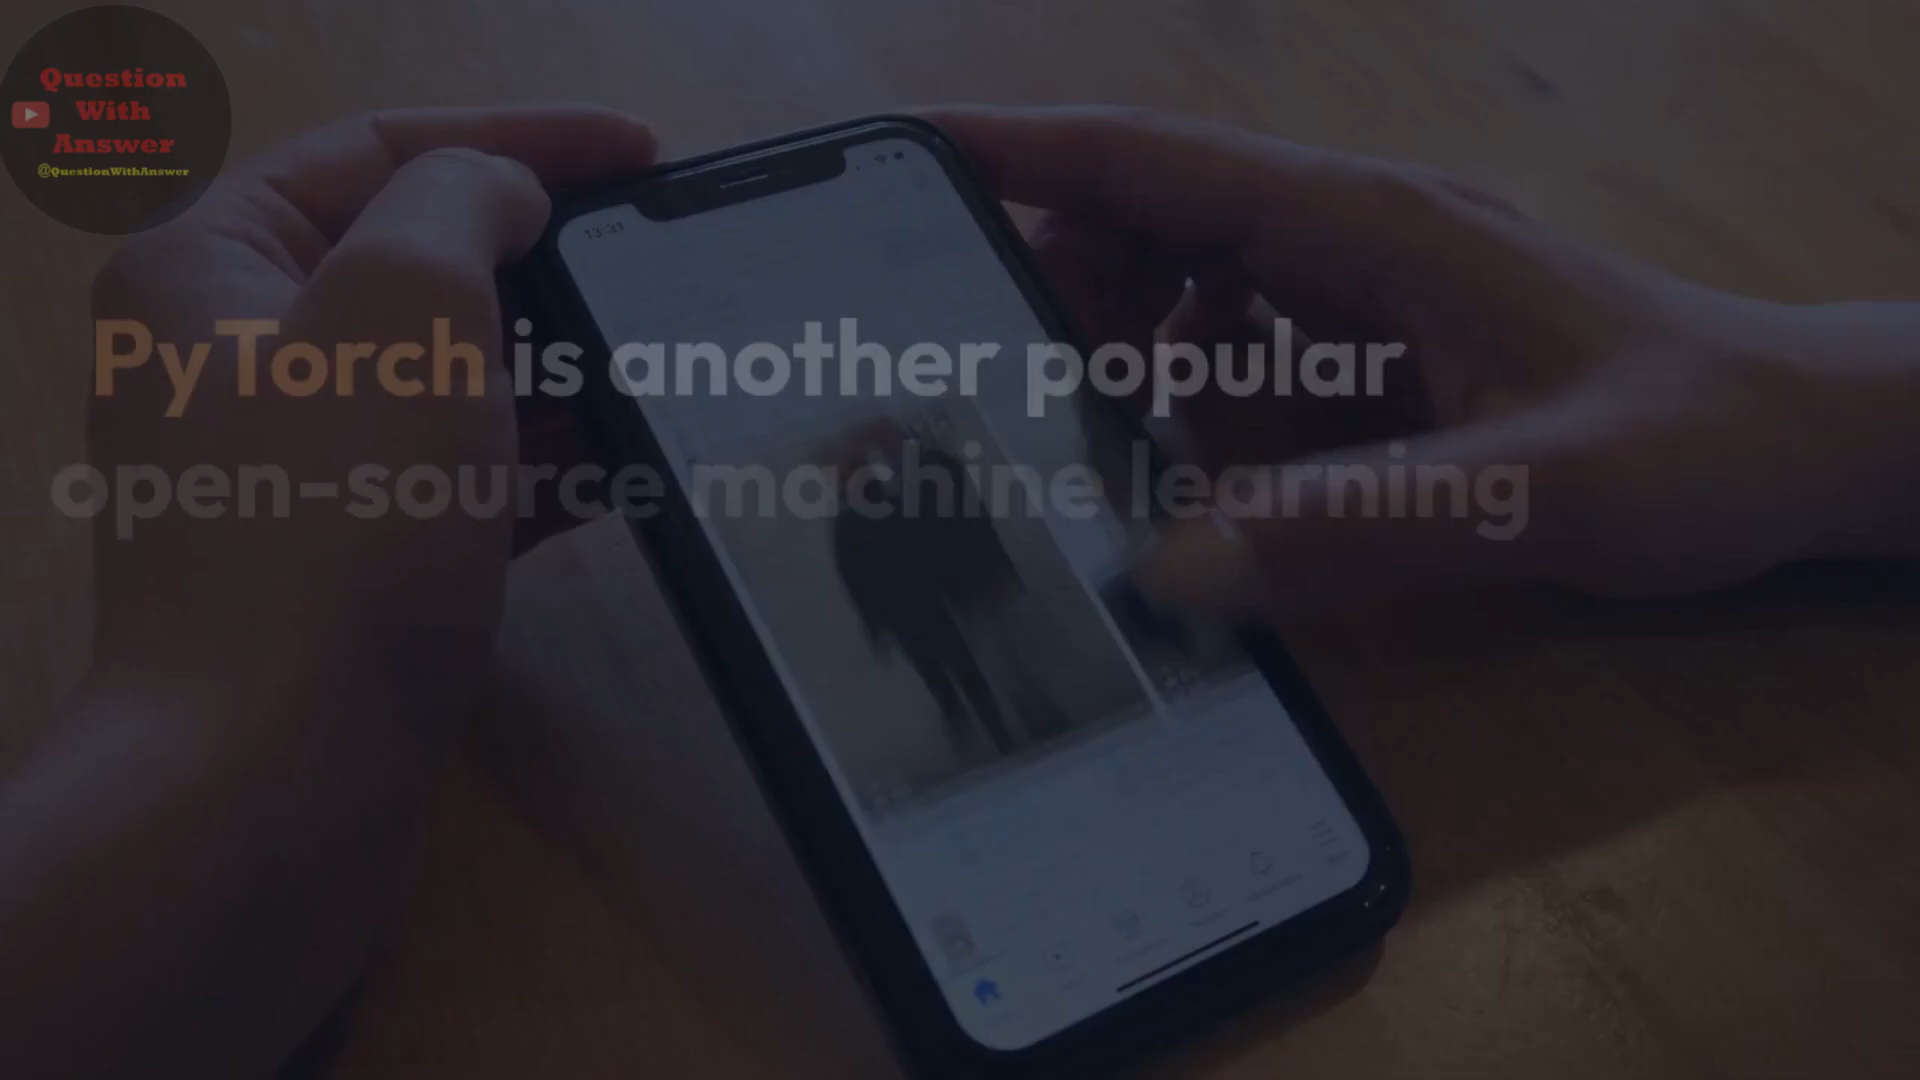 Question
With
Answer
@QuestionWithAnswer
13:31
PyTorch is another popular
open-source machine learning